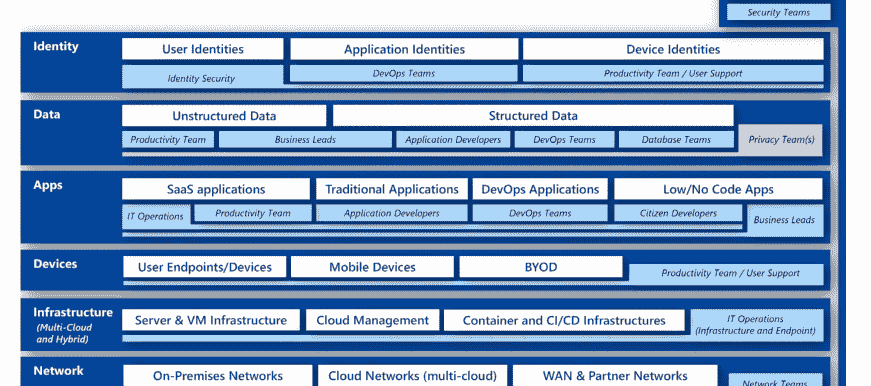 Security Teams
Identity
User Identities
Application Identities
Device Identities
Identity Security
DevOps Teams
Productivity Team / User Support
Data
Unstructured Data
Structured Data
Productivity Team
Business Leads
Application Developers
DevOps Teams
Database Teams
Privacy Team(s)
Apps
SaaS applications
Traditional Applications
DevOps Applications
Low/No Code Apps
IT Operations
Productivity Team
Application Developers
DevOps Teams
Citizen Developers
Business Leads
Devices
User Endpoints/Devices
Mobile Devices
BYOD
Productivity Team / User Support
Infrastructure
(Multi-Cloud
and Hybrid)
Server & VM Infrastructure
Cloud Management
Container and CI/CD Infrastructures
IT Operations
(Infrastructure and Endpoint)
Network
On-Premises Networks
Cloud Networks (multi-cloud)
WAN & Partner Networks
Network Teams